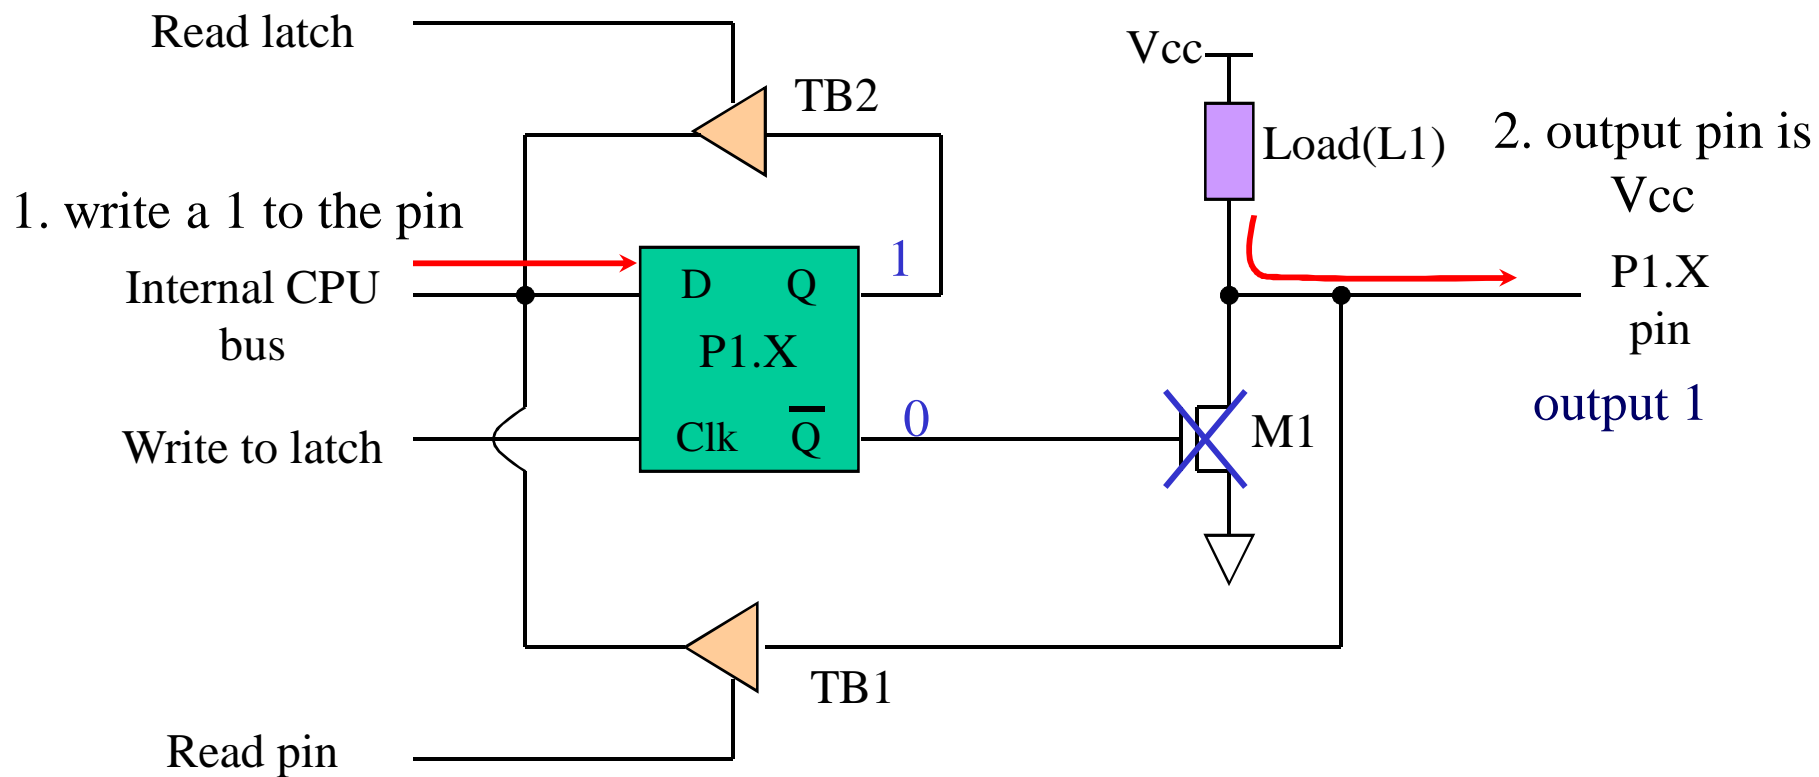 Read latch
Vcc
TB2
Load(L1)
2. output pin is
Vcc
1. write a 1 to the pin
Internal CPU
bus
D Q
1
P1.X
Clk Q̅
0
P1.X
pin
output 1
M1
Write to latch
TB1
Read pin